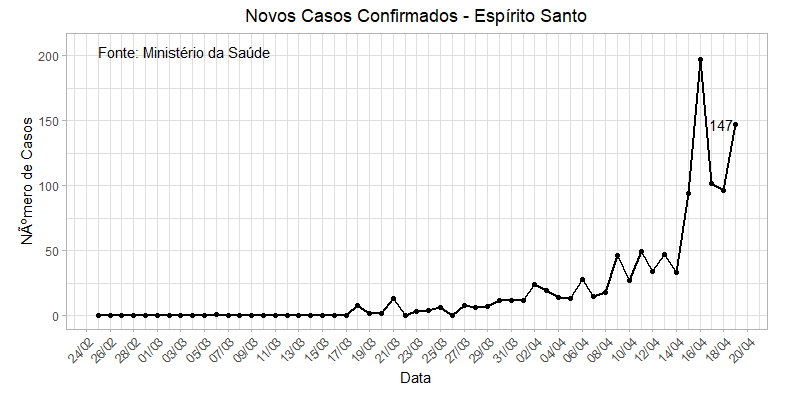 Novos Casos Confirmados - Espírito Santo
Fonte: Ministério da Saúde
200
150
100
50
0
NÃºmero de Casos
147
24/02 26/02 28/02 01/03 03/03 05/03 07/03 09/03 11/03 13/03 15/03 17/03 19/03 21/03 23/03 25/03 27/03 29/03 31/03 02/04 04/04 06/04 08/04 10/04 12/04 14/04 16/04 18/04 20/04
Data